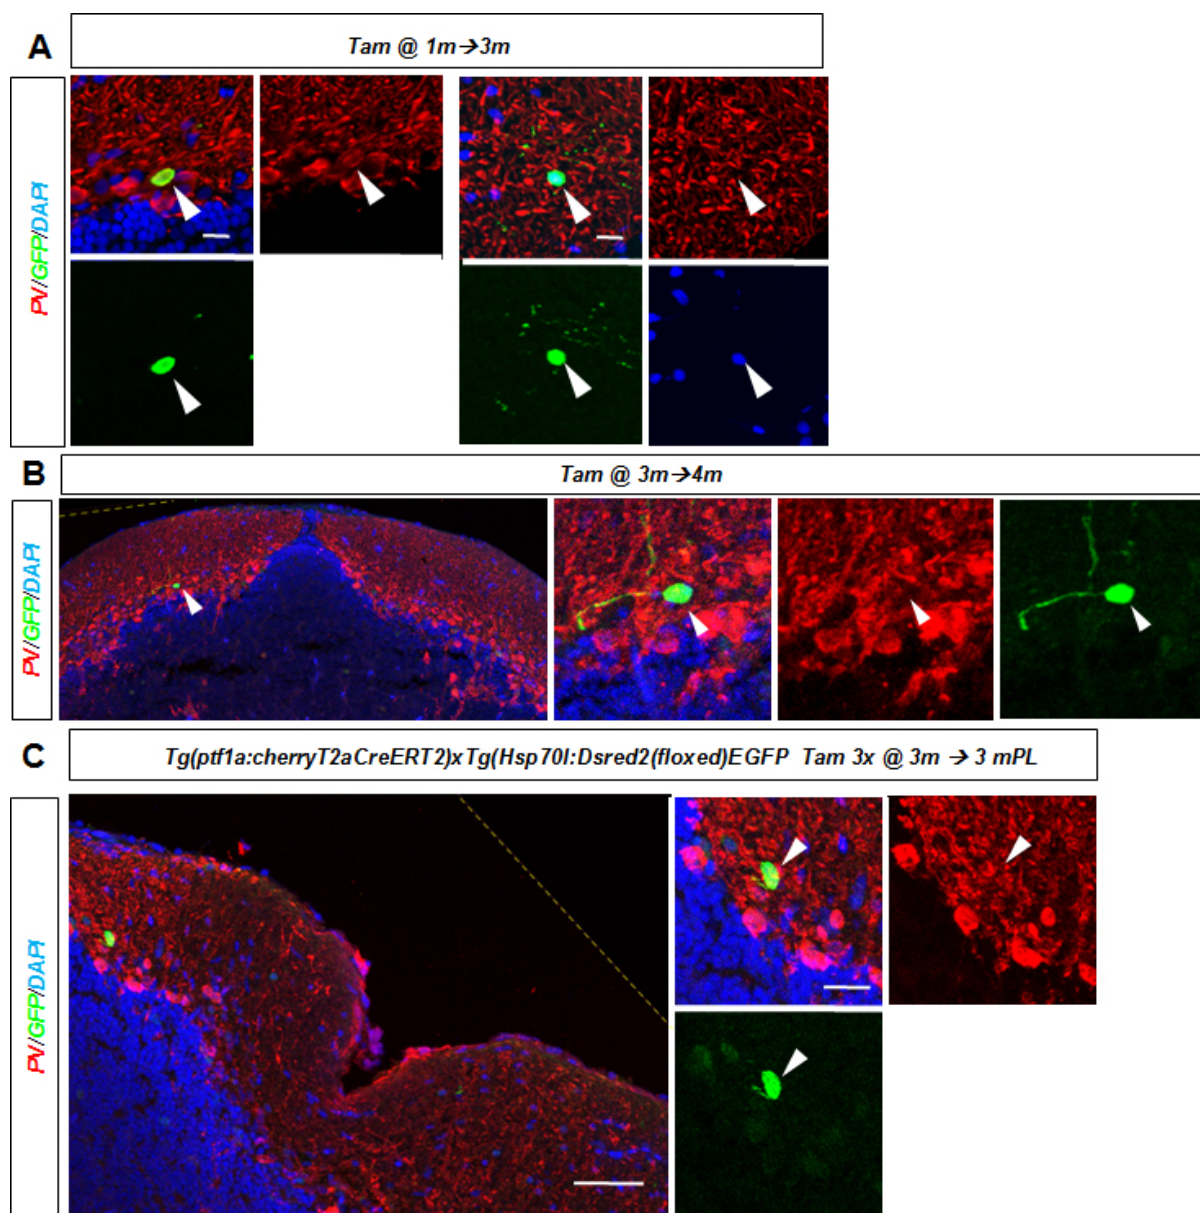 A
Tam @ 1m→3m
PV/GFP/DAPI
B
Tam @ 3m→4m
PV/GFP/DAPI
C
Tg(ptf1a:cherryT2aCreERT2)xTg(Hsp70l:Dsred2(floxed)EGFP Tam 3x @ 3m → 3 mPL
PV/GFP/DAPI